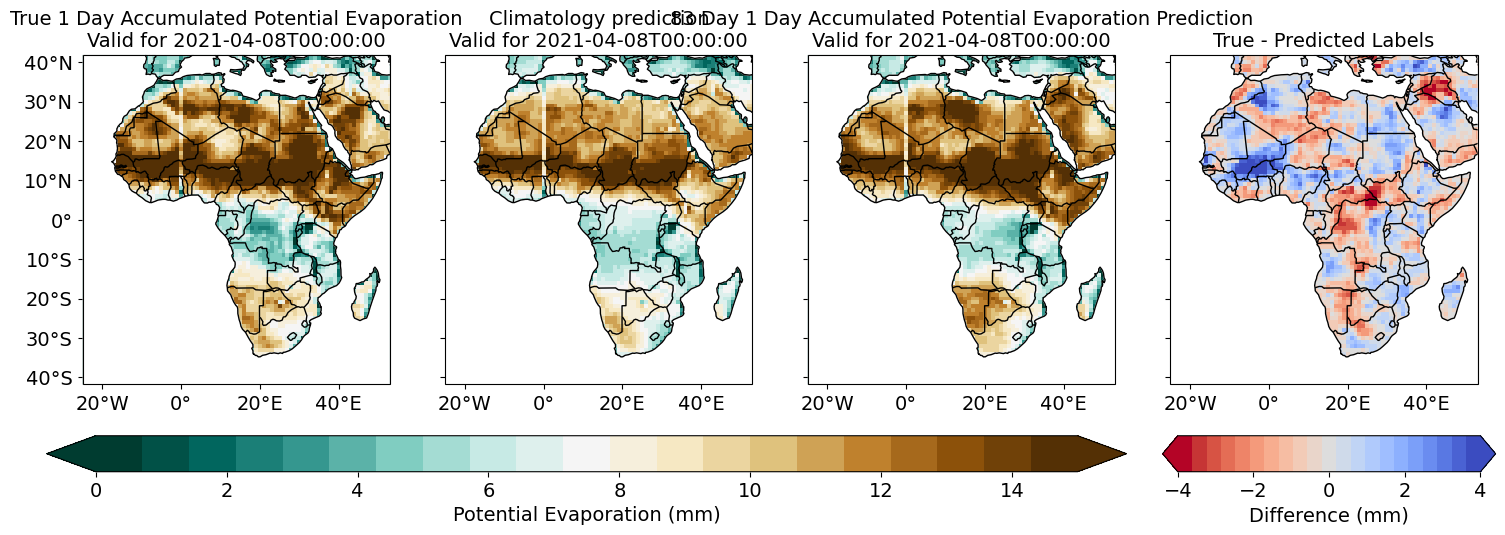 True 1 Day Accumulated Potential Evaporation
Valid for 2021-04-08T00:00:00
Climatology prediction
Valid for 2021-04-08T00:00:00
83 Day 1 Day Accumulated Potential Evaporation Prediction
Valid for 2021-04-08T00:00:00
True - Predicted Labels
40°N
30°N
20°N
10°N
0°
10°S
20°S
30°S
40°S
20°W 0° 20°E 40°E
20°W 0° 20°E 40°E
20°W 0° 20°E 40°E
20°W 0° 20°E 40°E
0 2 4 6 8 10 12 14
Potential Evaporation (mm)
−4 −2 0 2 4
Difference (mm)